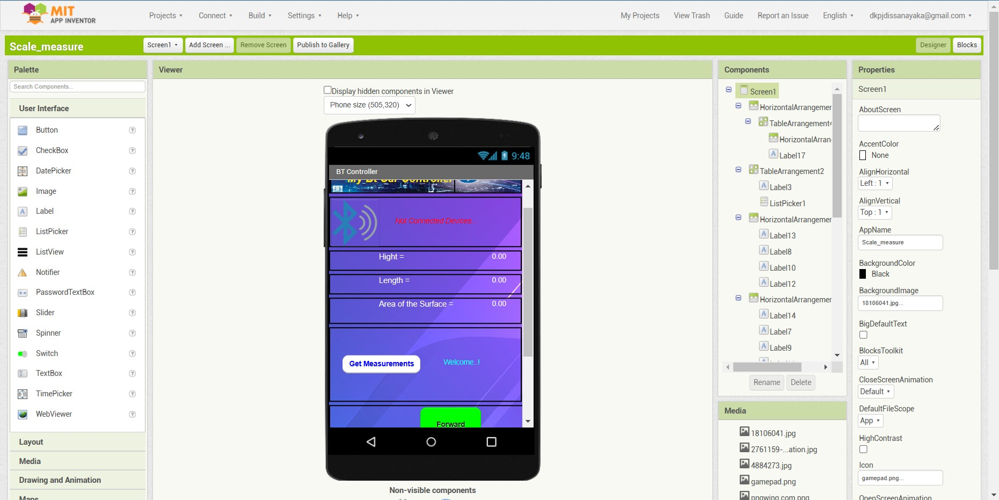 MIT
APP INVENTOR
Projects Connect Build Settings Help My Projects View Trash Guide Report an Issue English dkpjdissanayaka@gmail.com
Scale_measure Screen1 Add Screen ... Remove Screen Publish to Gallery Designer Blocks
Palette
Search Components...
User Interface
Button ?
CheckBox ?
DatePicker ?
Image ?
Label ?
ListPicker ?
ListView ?
Notifier ?
PasswordTextBox ?
Slider ?
Spinner ?
Switch ?
TextBox ?
TimePicker ?
WebViewer ?
Layout
Media
Drawing and Animation
Maps
Viewer
Display hidden components in Viewer
Phone size (505,320)
9:48
BT Controller
My Bt Car Controller
Not Connected Devices..
Hight = 0.00
Length = 0.00
Area of the Surface = 0.00
Get Measurements Welcome..!
Forward
Non-visible components
Components
Screen1
HorizontalArrangemer
TableArrangement4
HorizontalArran
Label17
TableArrangement2
Label3
ListPicker1
HorizontalArrangemer
Label13
Label8
Label10
Label12
HorizontalArrangemer
Label14
Label7
Label9
Rename Delete
Media
18106041.jpg
2761159-...ation.jpg
4884273.jpg
gamepad.png
pngwing.com.png
Properties
Screen1
AboutScreen
AccentColor
None
AlignHorizontal
Left : 1
AlignVertical
Top : 1
AppName
Scale_measure
BackgroundColor
Black
BackgroundImage
18106041.jpg...
BigDefaultText
BlocksToolkit
All
CloseScreenAnimation
Default
DefaultFileScope
App
HighContrast
Icon
gamepad.png...
OpenScreenAnimation